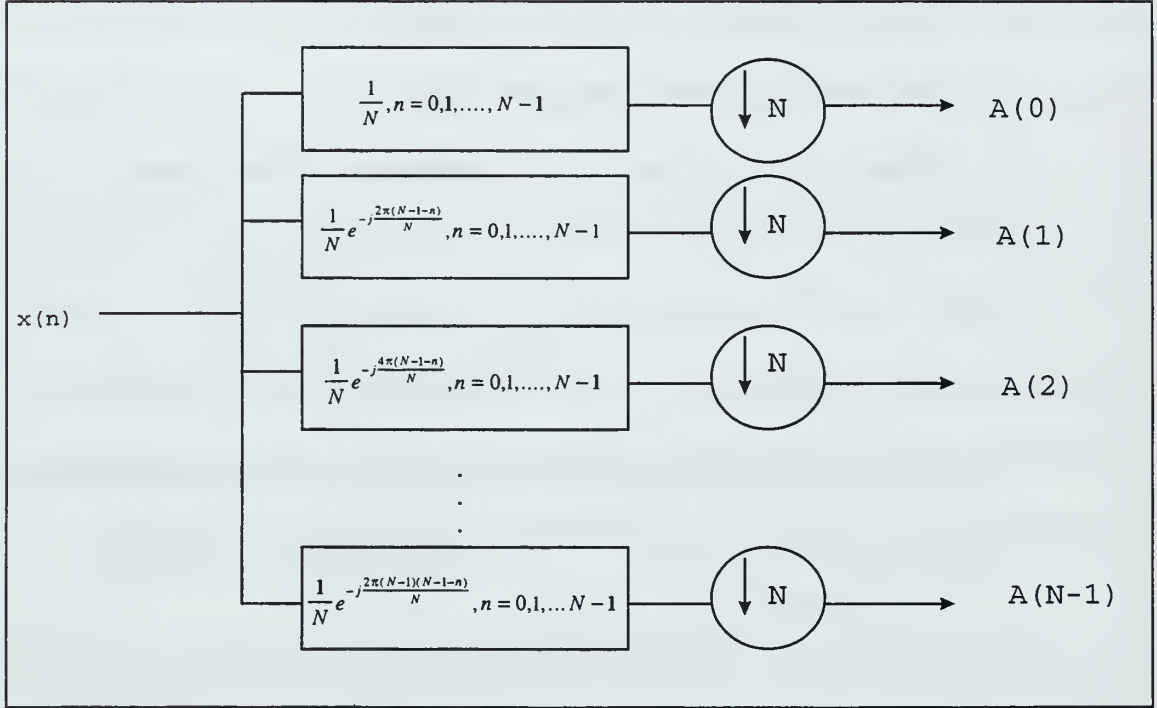 1/N, n = 0,1,...., N−1 N A(0)
1/N e^{-j 2π(N−1−n)/N}, n = 0,1,...., N−1 N A(1)
x(n)
1/N e^{-j 4π(N−1−n)/N}, n = 0,1,...., N−1 N A(2)
.
.
.
1/N e^{-j 2π(N−1)(N−1−n)/N}, n = 0,1,... N−1 N A(N-1)